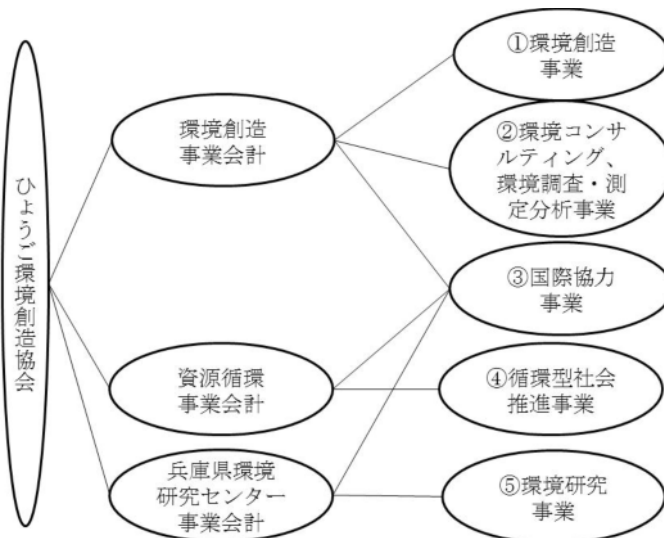 ひょうご環境創造協会
環境創造
事業会計
資源循環
事業会計
兵庫県環境
研究センター
事業会計
①環境創造
事業
②環境コンサ
ルティング、
環境調査・測
定分析事業
③国際協力
事業
④循環型社会
推進事業
⑤環境研究
事業